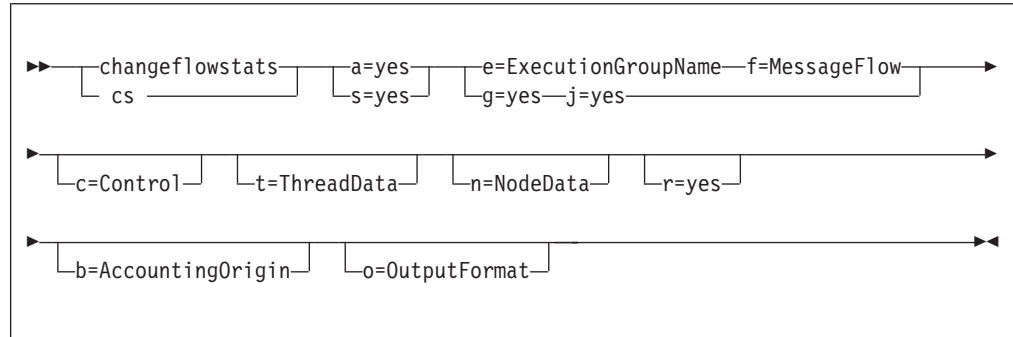 changeflowstats a=yes e=ExecutionGroupName f=MessageFlow
cs s=yes g=yes j=yes
c=Control t=ThreadData n=NodeData r=yes
b=AccountingOrigin o=OutputFormat